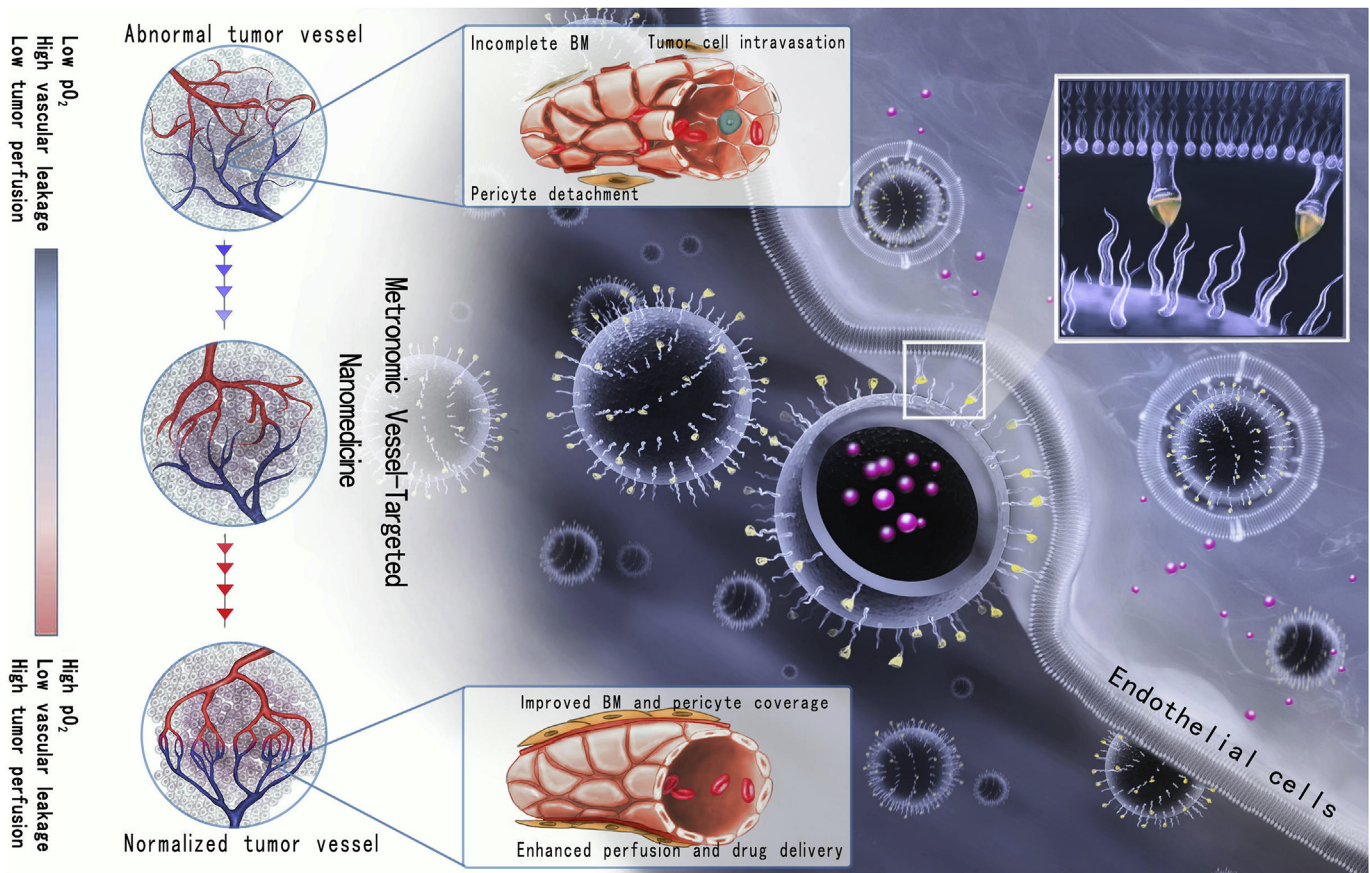 Low pO₂
High vascular leakage
Low tumor perfusion
Abnormal tumor vessel
Incomplete BM
Tumor cell intravasation
Pericyte detachment
Metronomic Vessel-Targeted
Nanomedicine
Endothelial cells
Improved BM and pericyte coverage
Enhanced perfusion and drug delivery
Normalized tumor vessel
High pO₂
Low vascular leakage
High tumor perfusion